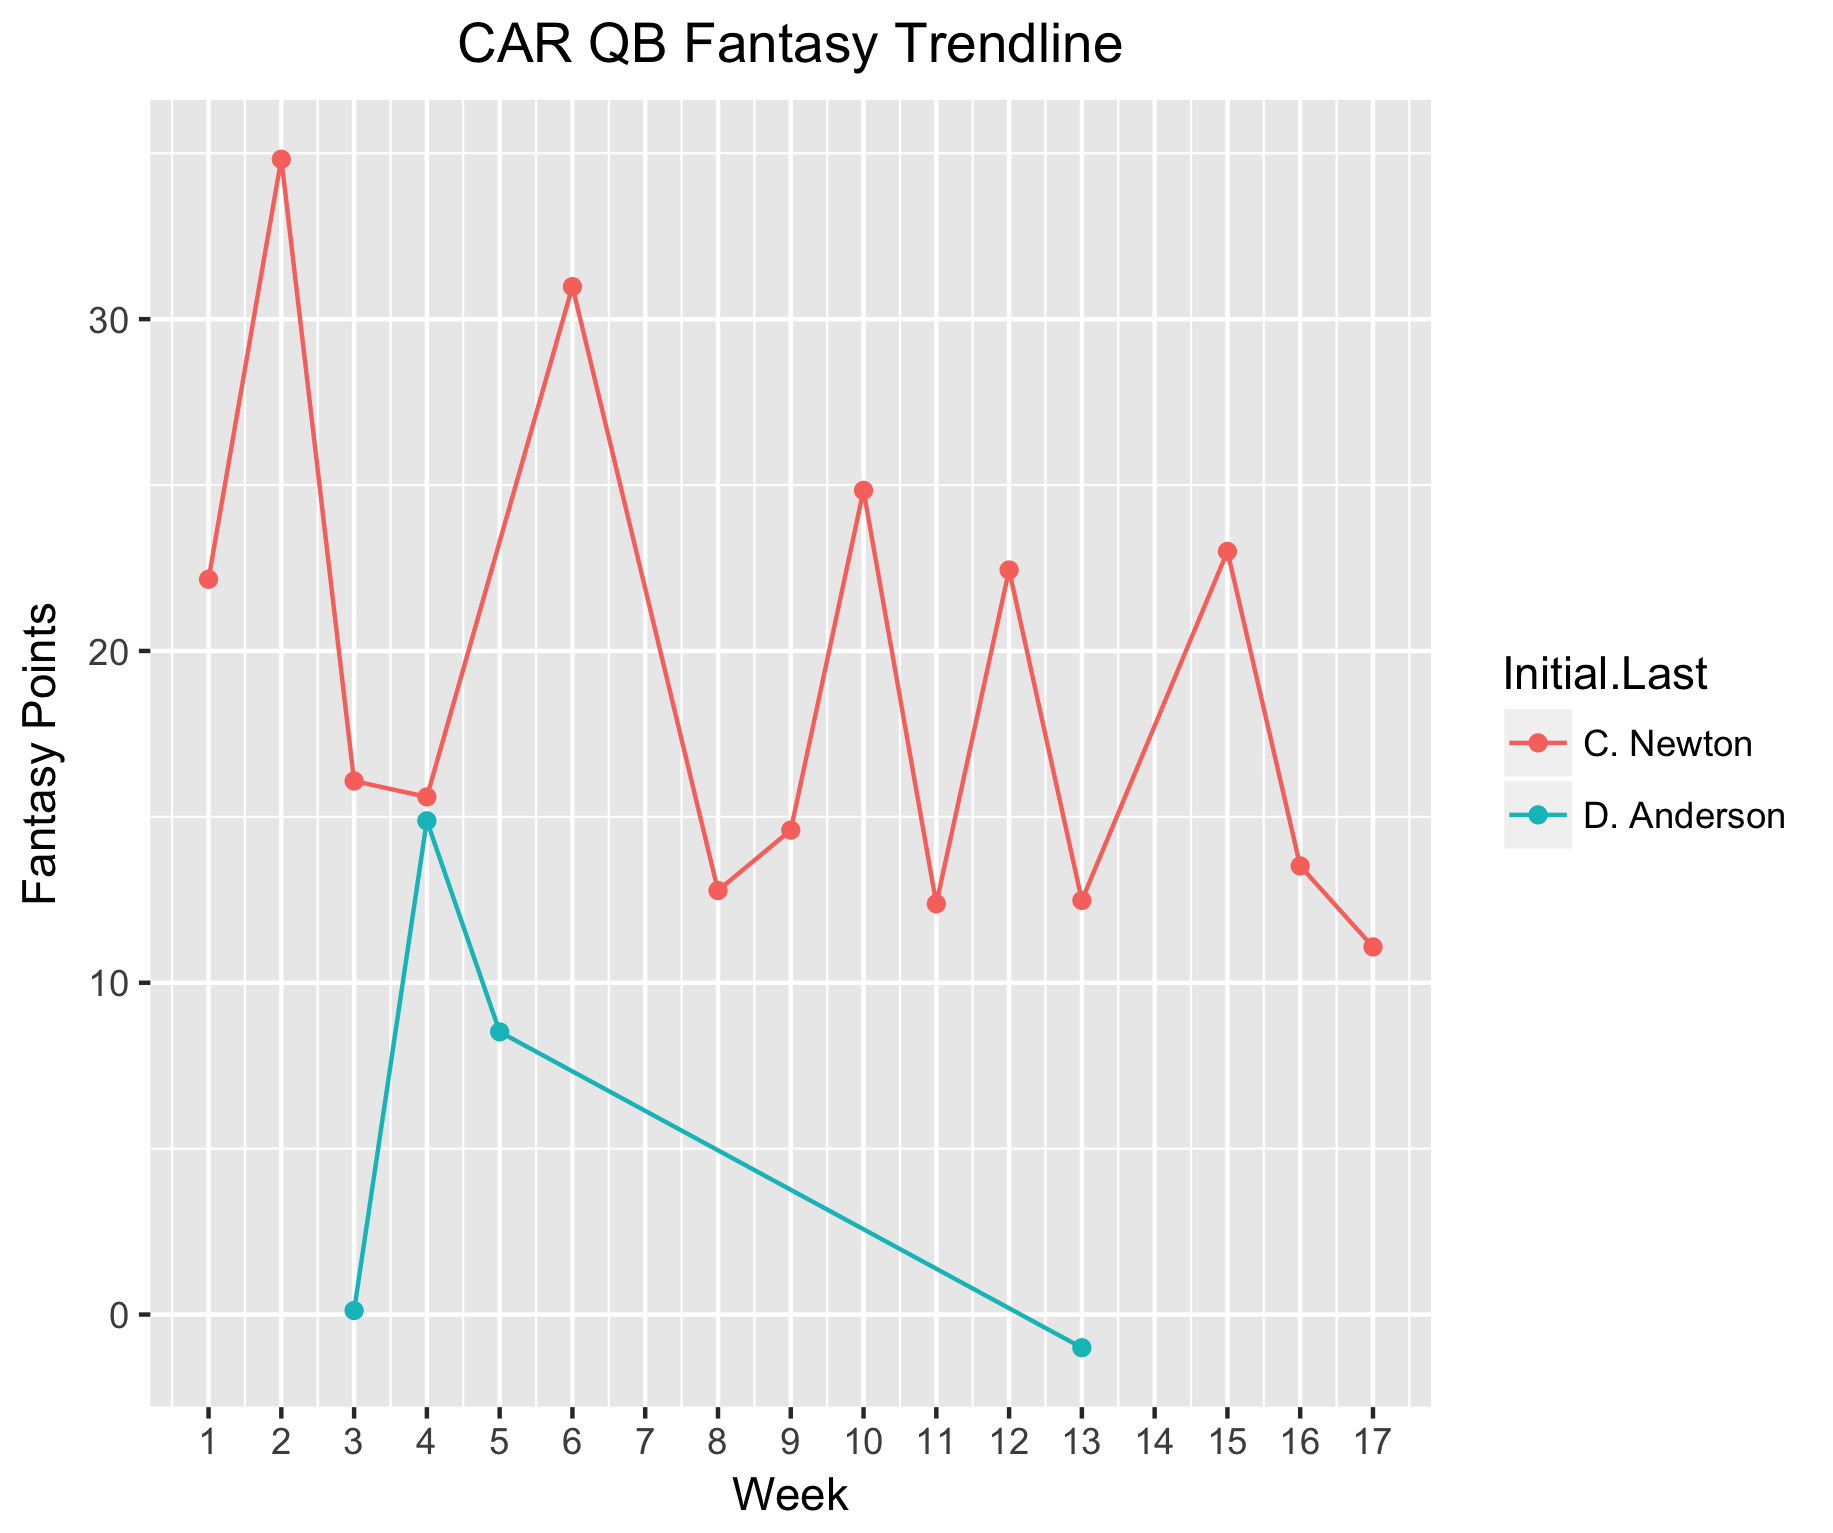 CAR QB Fantasy Trendline
Fantasy Points
30
20
10
0
1 2 3 4 5 6 7 8 9 10 11 12 13 14 15 16 17
Week
Initial.Last
C. Newton
D. Anderson